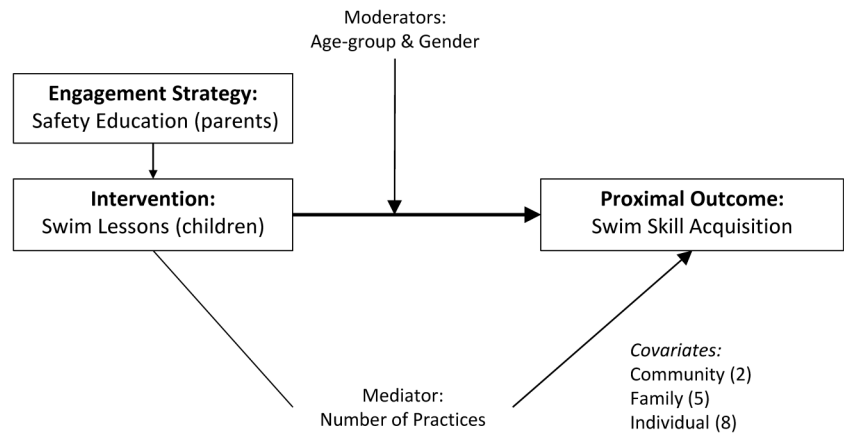 Moderators:
Age-group & Gender
Engagement Strategy:
Safety Education (parents)
Intervention:
Swim Lessons (children)
Proximal Outcome:
Swim Skill Acquisition
Mediator:
Number of Practices
Covariates:
Community (2)
Family (5)
Individual (8)